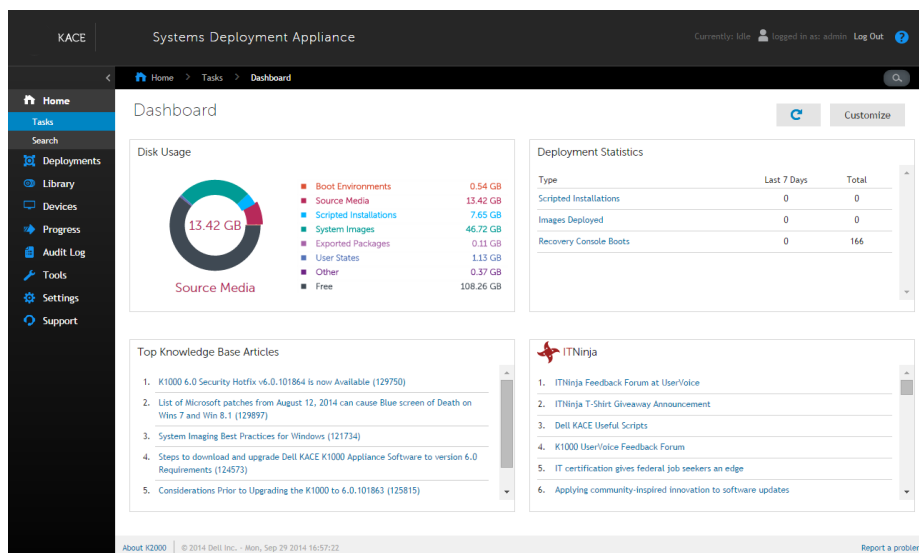 KACE
Systems Deployment Appliance
Currently: Idle logged in as: admin Log Out ?
Home > Tasks > Dashboard
Home
Tasks
Search
Deployments
Library
Devices
Progress
Audit Log
Tools
Settings
Support
Dashboard
Customize
Disk Usage
13.42 GB
Source Media
Boot Environments 0.54 GB
Source Media 13.42 GB
Scripted Installations 7.65 GB
System Images 46.72 GB
Exported Packages 0.11 GB
User States 1.13 GB
Other 0.37 GB
Free 108.26 GB
Deployment Statistics
Type Last 7 Days Total
Scripted Installations 0 0
Images Deployed 0 0
Recovery Console Boots 0 166
Top Knowledge Base Articles
1. K1000 6.0 Security Hotfix v6.0.101864 is now Available (129750)
2. List of Microsoft patches from August 12, 2014 can cause Blue screen of Death on
Wins 7 and Win 8.1 (129897)
3. System Imaging Best Practices for Windows (121734)
4. Steps to download and upgrade Dell KACE K1000 Appliance Software to version 6.0
Requirements (124573)
5. Considerations Prior to Upgrading the K1000 to 6.0.101863 (125815)
ITNinja
1. ITNinja Feedback Forum at UserVoice
2. ITNinja T-Shirt Giveaway Announcement
3. Dell KACE Useful Scripts
4. K1000 UserVoice Feedback Forum
5. IT certification gives federal job seekers an edge
6. Applying community-inspired innovation to software updates
About K2000 © 2014 Dell Inc. - Mon, Sep 29 2014 16:57:22
Report a problem